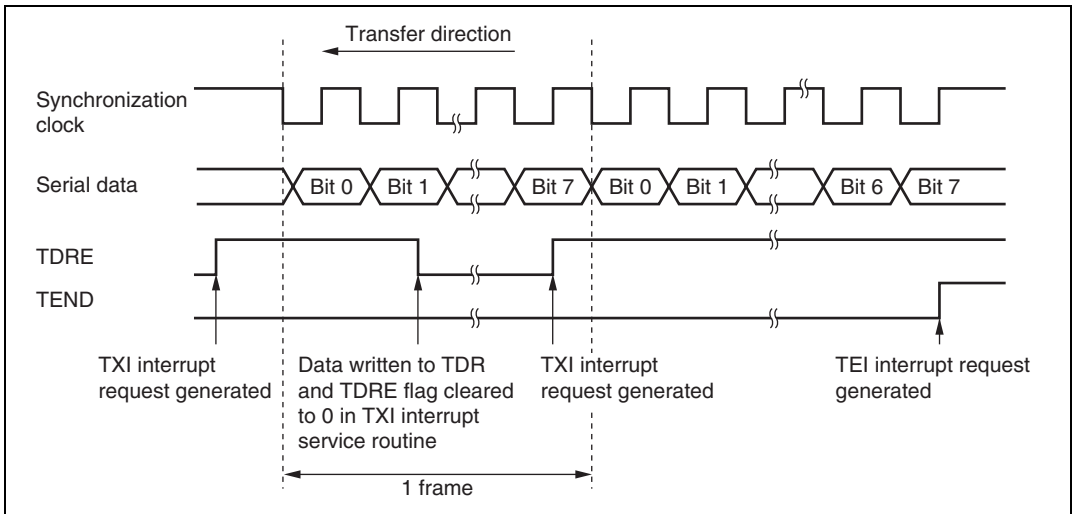 Transfer direction
Synchronization
clock
Serial data
Bit 0 Bit 1 Bit 7 Bit 0 Bit 1 Bit 6 Bit 7
TDRE
TEND
TXI interrupt
request generated
Data written to TDR
and TDRE flag cleared
to 0 in TXI interrupt
service routine
TXI interrupt
request generated
TEI interrupt request
generated
1 frame